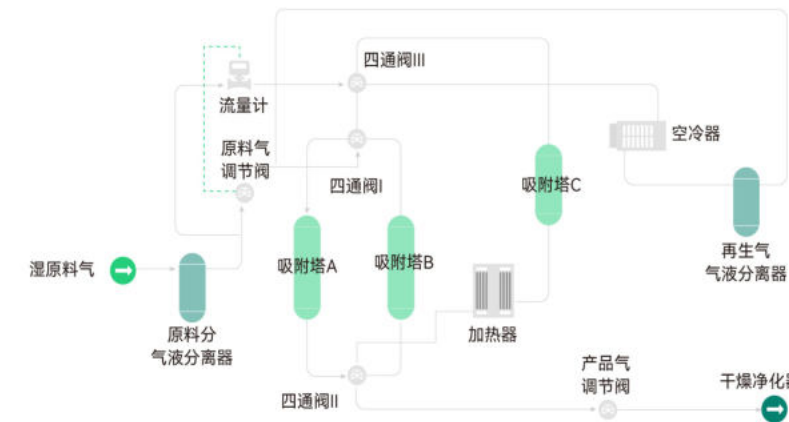 四通阀III
流量计
空冷器
原料气
调节阀
四通阀I
吸附塔C
吸附塔A
吸附塔B
湿原料气
再生气
气液分离器
原料分
气液分离器
加热器
产品气
调节阀
四通阀II
干燥净化